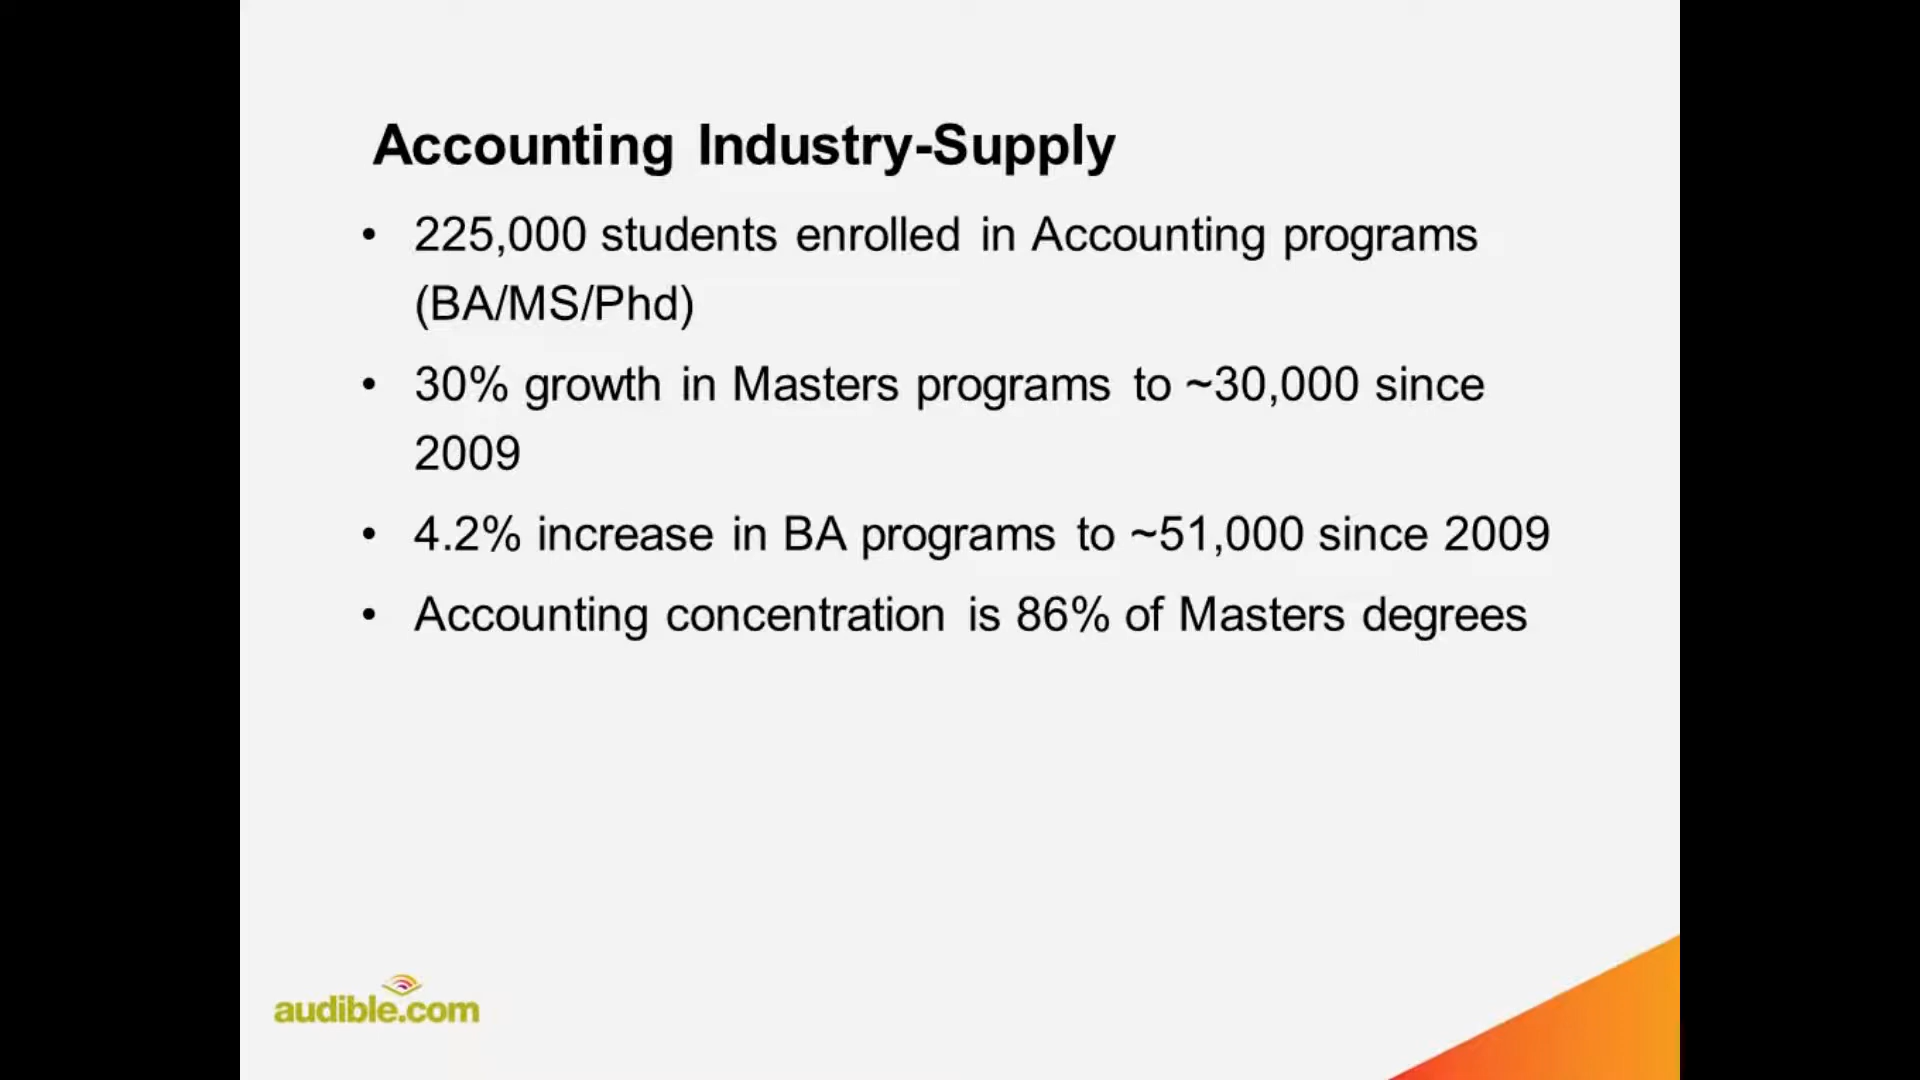 Accounting Industry-Supply
• 225,000 students enrolled in Accounting programs
(BA/MS/Phd)
• 30% growth in Masters programs to ~30,000 since
2009
• 4.2% increase in BA programs to ~51,000 since 2009
• Accounting concentration is 86% of Masters degrees
audible.com